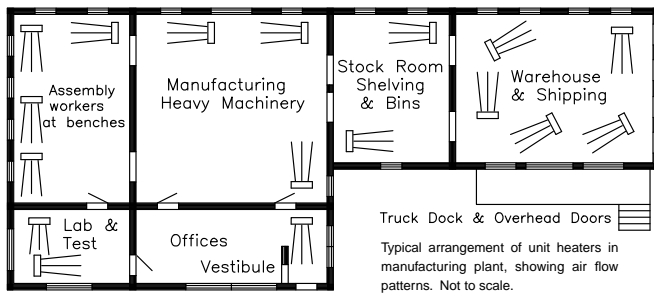 Assembly
workers
at benches
Manufacturing
Heavy Machinery
Stock Room
Shelving
& Bins
Warehouse
& Shipping
Lab &
Test
Offices
Vestibule
Truck Dock & Overhead Doors
Typical arrangement of unit heaters in
manufacturing plant, showing air flow
patterns. Not to scale.